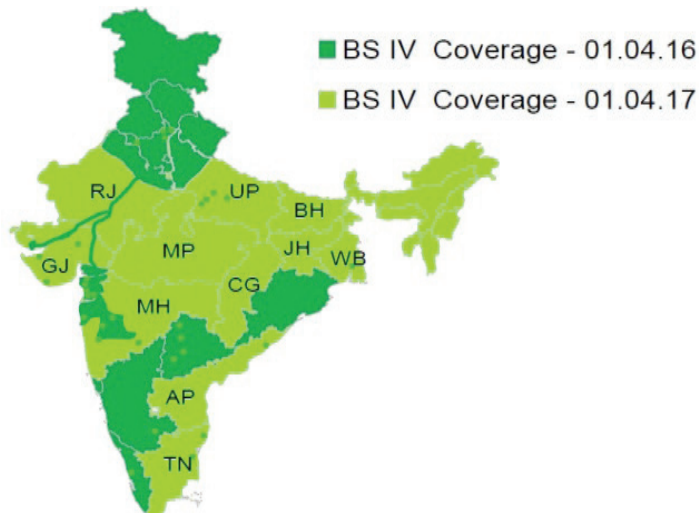 BS IV Coverage - 01.04.16
BS IV Coverage - 01.04.17
RJ
UP
BH
GJ
MP
JH
WB
CG
MH
AP
TN